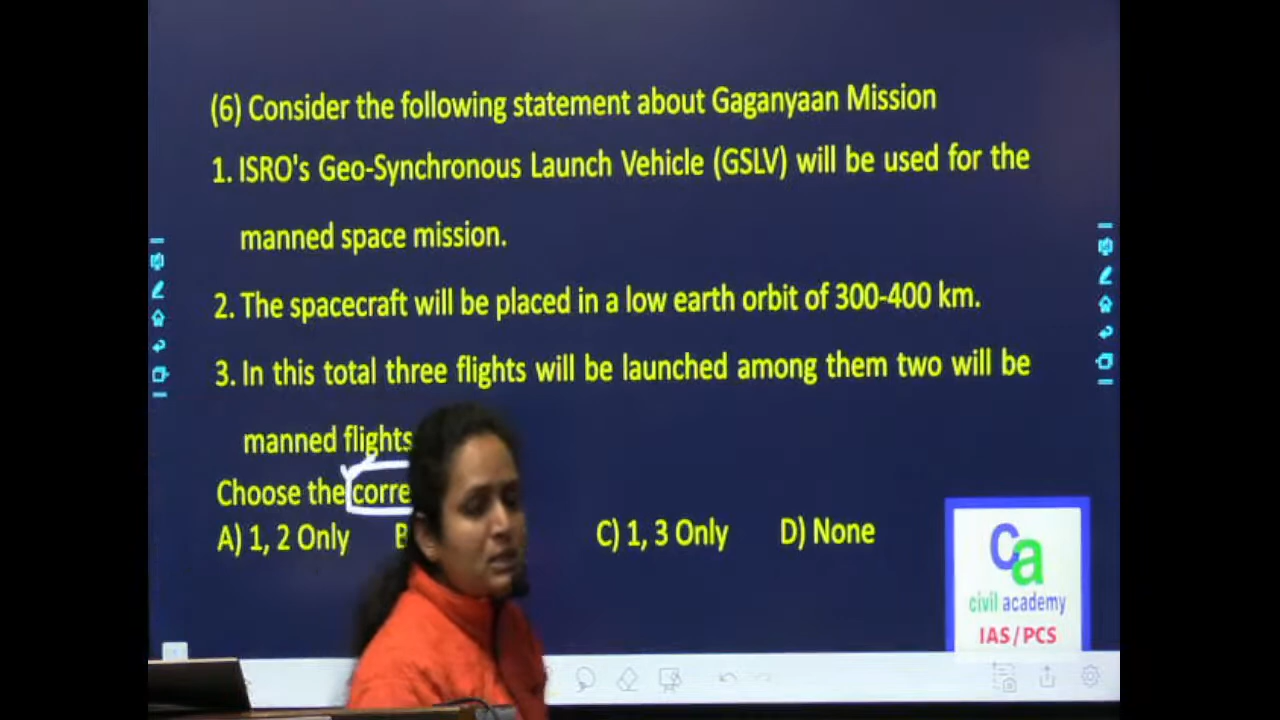 (6) Consider the following statement about Gaganyaan Mission
1. ISRO's Geo-Synchronous Launch Vehicle (GSLV) will be used for the
manned space mission.
2. The spacecraft will be placed in a low earth orbit of 300-400 km.
3. In this total three flights will be launched among them two will be
manned flights
Choose the corre
A) 1, 2 Only B C) 1, 3 Only D) None
Ca
civil academy
IAS/PCS